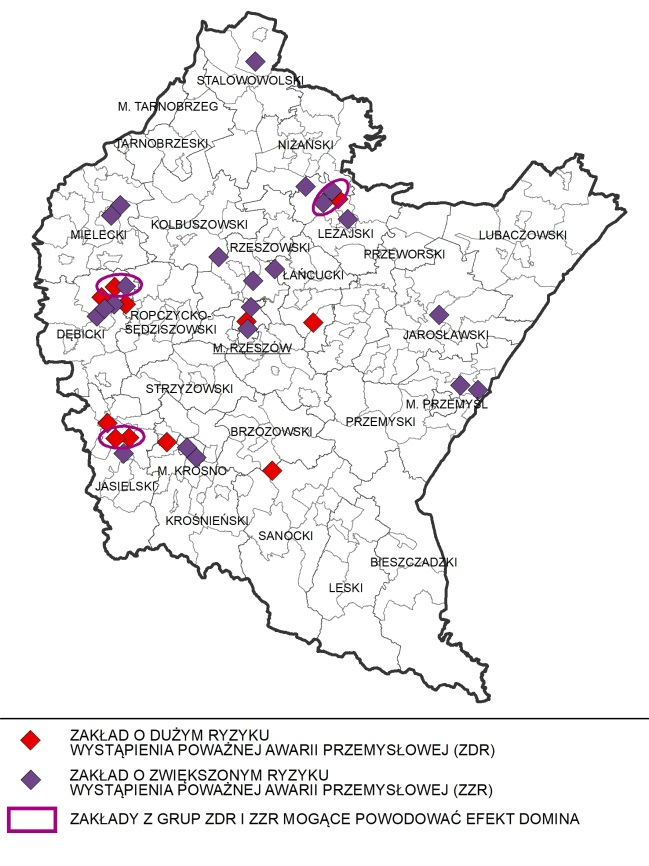 STALOWOWOLSKI
M. TARNOBRZEG
TARNOBRZESKI
NIŻAŃSKI
KOLBUSZOWSKI
MIELECKI
LEŻAJSKI
LUBACZOWSKI
RZESZOWSKI
PRZEWORSKI
ŁAŃCUCKI
ROPCZYCKO-
SĘDZISZOWSKI
DĘBICKI
JAROSŁAWSKI
M. RZESZÓW
STRZYŻOWSKI
M. PRZEMYŚL
PRZEMYSKI
BRZOZOWSKI
M. KROSNO
JASIELSKI
KROŚNIEŃSKI
SANOCKI
BIESZCZADZKI
LESKI
ZAKŁAD O DUŻYM RYZYKU
WYSTĄPIENIA POWAŻNEJ AWARII PRZEMYSŁOWEJ (ZDR)
ZAKŁAD O ZWIĘKSZONYM RYZYKU
WYSTĄPIENIA POWAŻNEJ AWARII PRZEMYSŁOWEJ (ZZR)
ZAKŁADY Z GRUP ZDR I ZZR MOGĄCE POWODOWAĆ EFEKT DOMINA